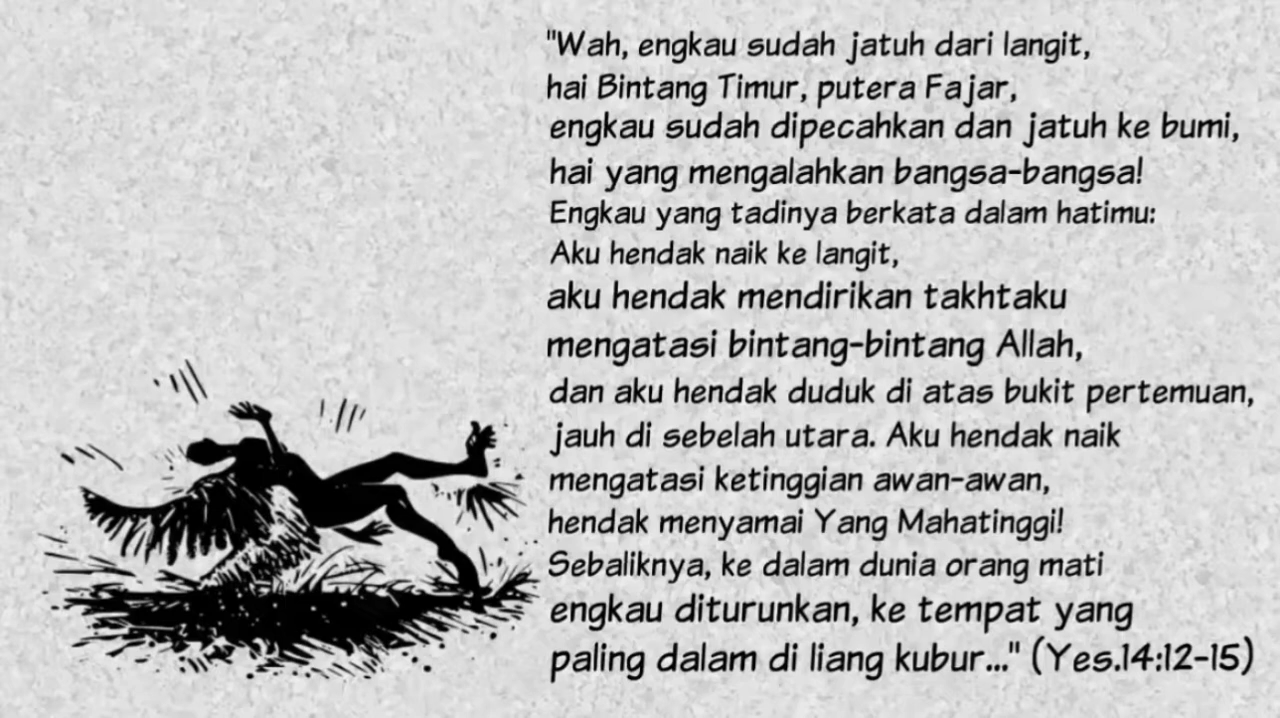 "Wah, engkau sudah jatuh dari langit,
hai Bintang Timur, putera Fajar,
engkau sudah dipecahkan dan jatuh ke bumi,
hai yang mengalahkan bangsa-bangsa!
Engkau yang tadinya berkata dalam hatimu:
Aku hendak naik ke langit,
aku hendak mendirikan takhtaku
mengatasi bintang-bintang Allah,
dan aku hendak duduk di atas bukit pertemuan,
jauh di sebelah utara. Aku hendak naik
mengatasi ketinggian awan-awan,
hendak menyamai Yang Mahatinggi!
Sebaliknya, ke dalam dunia orang mati
engkau diturunkan, ke tempat yang
paling dalam di liang kubur..." (Yes.14:12-15)